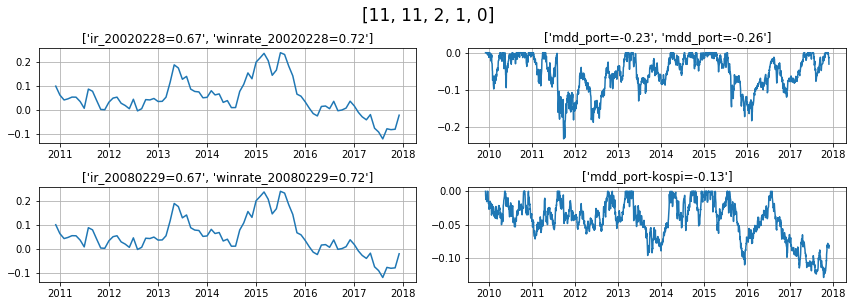 [11, 11, 2, 1, 0]
['ir_20020228=0.67', 'winrate_20020228=0.72']
0.2
0.1
0.0
−0.1
2011 2012 2013 2014 2015 2016 2017 2018
['mdd_port=-0.23', 'mdd_port=-0.26']
0.0
−0.1
−0.2
2010 2011 2012 2013 2014 2015 2016 2017 2018
['ir_20080229=0.67', 'winrate_20080229=0.72']
0.2
0.1
0.0
−0.1
2011 2012 2013 2014 2015 2016 2017 2018
['mdd_port-kospi=-0.13']
0.00
−0.05
−0.10
2010 2011 2012 2013 2014 2015 2016 2017 2018